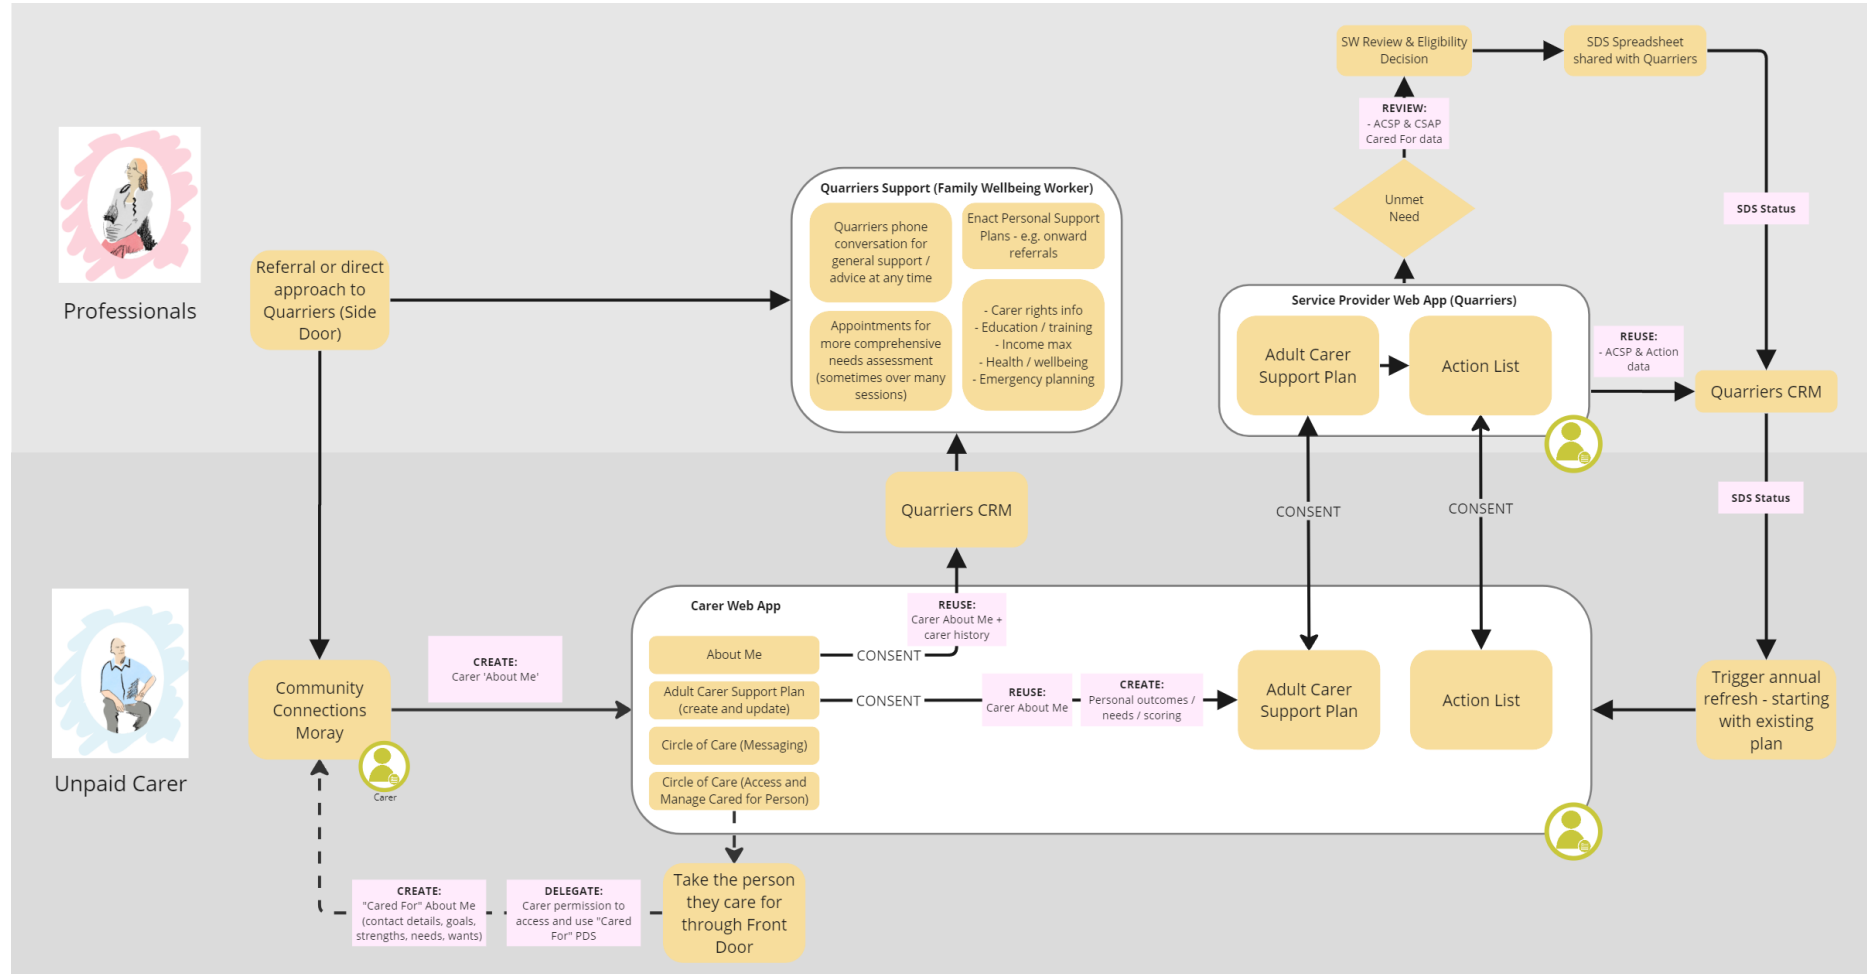 SW Review & Eligibility
Decision
SDS Spreadsheet
shared with Quarriers
REVIEW:
- ACSP & CSAP
Cared For data
Unmet
Need
SDS Status
Professionals
Referral or direct
approach to
Quarriers (Side
Door)
Quarriers Support (Family Wellbeing Worker)
Quarriers phone
conversation for
general support /
advice at any time
Enact Personal Support
Plans - e.g. onward
referrals
Appointments for
more comprehensive
needs assessment
(sometimes over many
sessions)
- Carer rights info
- Education / training
- Income max
- Health / wellbeing
- Emergency planning
Service Provider Web App (Quarriers)
Adult Carer
Support Plan
Action List
REUSE:
- ACSP & Action
data
Quarriers CRM
Quarriers CRM
CONSENT
CONSENT
SDS Status
Unpaid Carer
Community
Connections
Moray
Carer
CREATE:
Carer 'About Me'
Carer Web App
About Me
CONSENT
REUSE:
Carer About Me +
carer history
Adult Carer Support Plan
(create and update)
CONSENT
REUSE:
Carer About Me
CREATE:
Personal outcomes /
needs / scoring
Circle of Care (Messaging)
Circle of Care (Access and
Manage Cared for Person)
Adult Carer
Support Plan
Action List
Trigger annual
refresh - starting
with existing
plan
CREATE:
"Cared For" About Me
(contact details, goals,
strengths, needs, wants)
DELEGATE:
Carer permission to
access and use "Cared
For" PDS
Take the person
they care for
through Front
Door